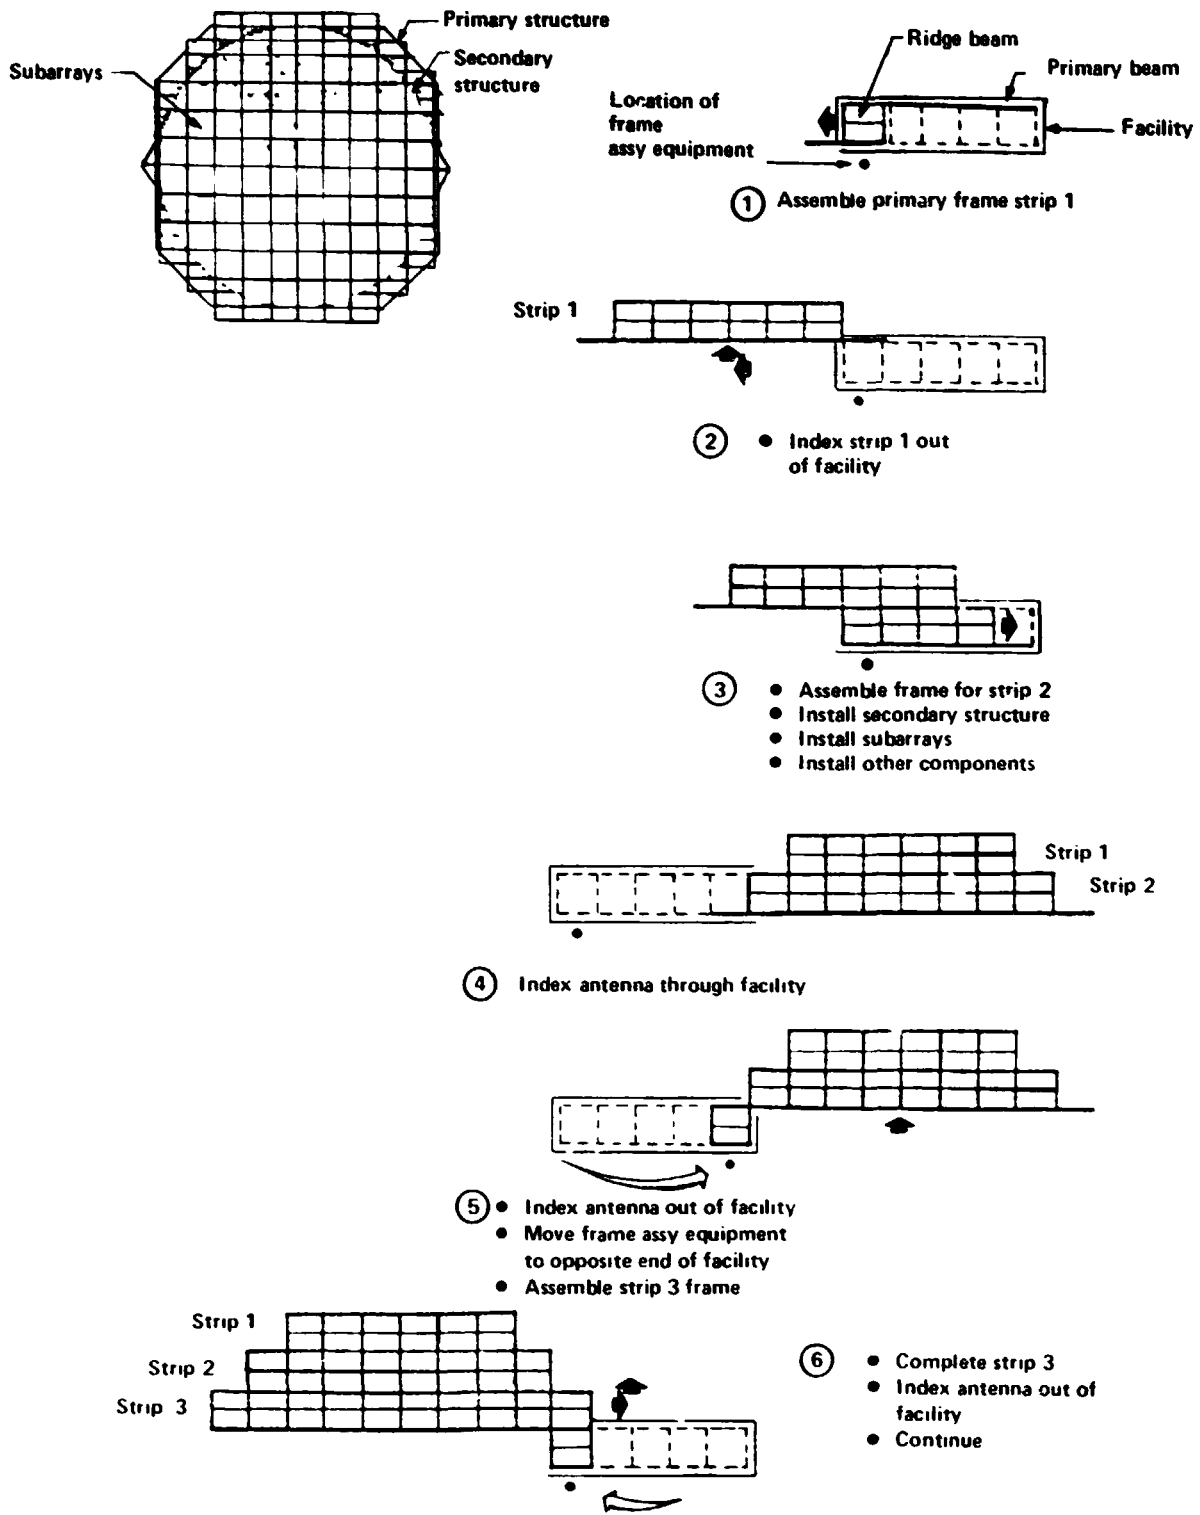 Primary structure
Secondary
structure
Subarrays
Ridge beam
Primary beam
Location of
frame
assy equipment
Facility
1 Assemble primary frame strip 1
Strip 1
2 ● Index strip 1 out
of facility
3 ● Assemble frame for strip 2
● Install secondary structure
● Install subarrays
● Install other components
Strip 1
Strip 2
4 Index antenna through facility
5 ● Index antenna out of facility
● Move frame assy equipment
to opposite end of facility
● Assemble strip 3 frame
Strip 1
Strip 2
Strip 3
6 ● Complete strip 3
● Index antenna out of
facility
● Continue